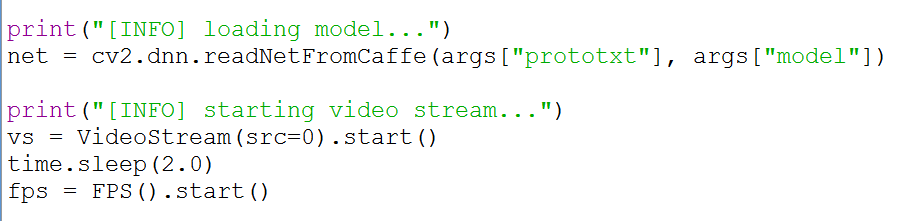 print("[INFO] loading model...")
net = cv2.dnn.readNetFromCaffe(args["prototxt"], args["model"])
print("[INFO] starting video stream...")
vs = VideoStream(src=0).start()
time.sleep(2.0)
fps = FPS().start()